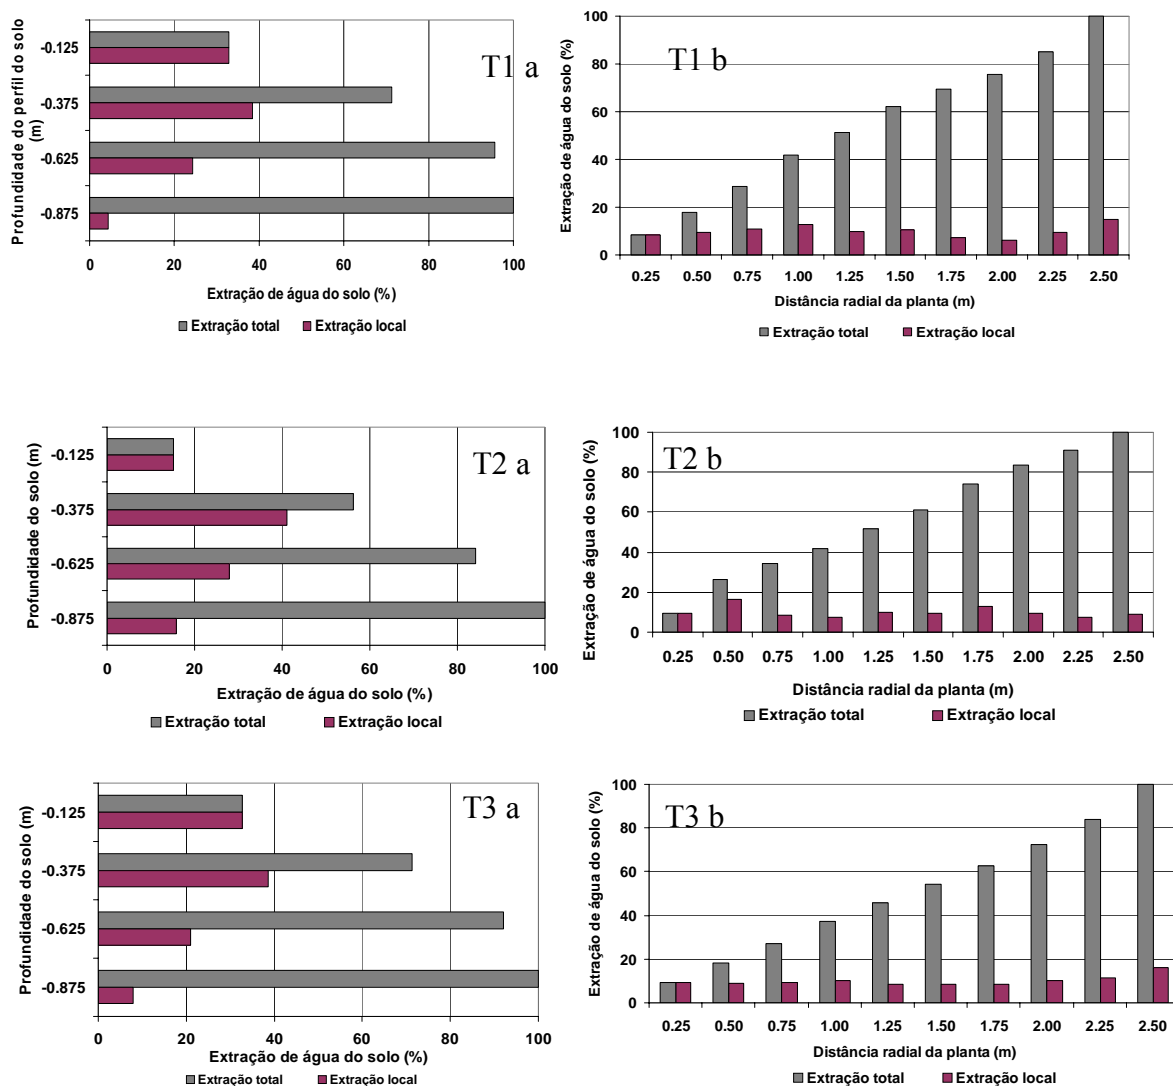 T1 a
Profundidade do perfil do solo
(m)
-0.125
-0.375
-0.625
-0.875
0 20 40 60 80 100
Extração de água do solo (%)
Extração total Extração local
T1 b
Extração de água do solo (%)
100
80
60
40
20
0
0.25 0.50 0.75 1.00 1.25 1.50 1.75 2.00 2.25 2.50
Distância radial da planta (m)
Extração total Extração local
T2 a
Profundidade do solo (m)
-0.125
-0.375
-0.625
-0.875
0 20 40 60 80 100
Extração de água do solo (%)
Extração total Extração local
T2 b
Extração de água do solo (%)
100
80
60
40
20
0
0.25 0.50 0.75 1.00 1.25 1.50 1.75 2.00 2.25 2.50
Distância radial da planta (m)
Extração total Extração local
T3 a
Profundidade do solo (m)
-0.125
-0.375
-0.625
-0.875
0 20 40 60 80 100
Extração de água do solo (%)
Extração total Extração local
T3 b
Extração de água do solo (%)
100
80
60
40
20
0
0.25 0.50 0.75 1.00 1.25 1.50 1.75 2.00 2.25 2.50
Distância radial da planta (m)
Extração total Extração local